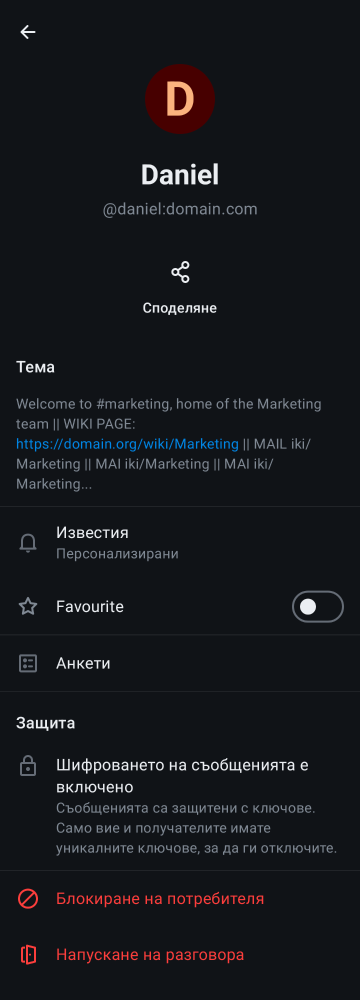 D
Daniel
@daniel:domain.com
Споделяне
Тема
Welcome to #marketing, home of the Marketing
team || WIKI PAGE:
https://domain.org/wiki/Marketing || MAIL iki/
Marketing || MAI iki/Marketing || MAI iki/
Marketing...
Известия
Персонализирани
Favourite
Анкети
Защита
Шифроването на съобщенията е
включено
Съобщенията са защитени с ключове.
Само вие и получателите имате
уникалните ключове, за да ги отключите.
Блокиране на потребителя
Напускане на разговора